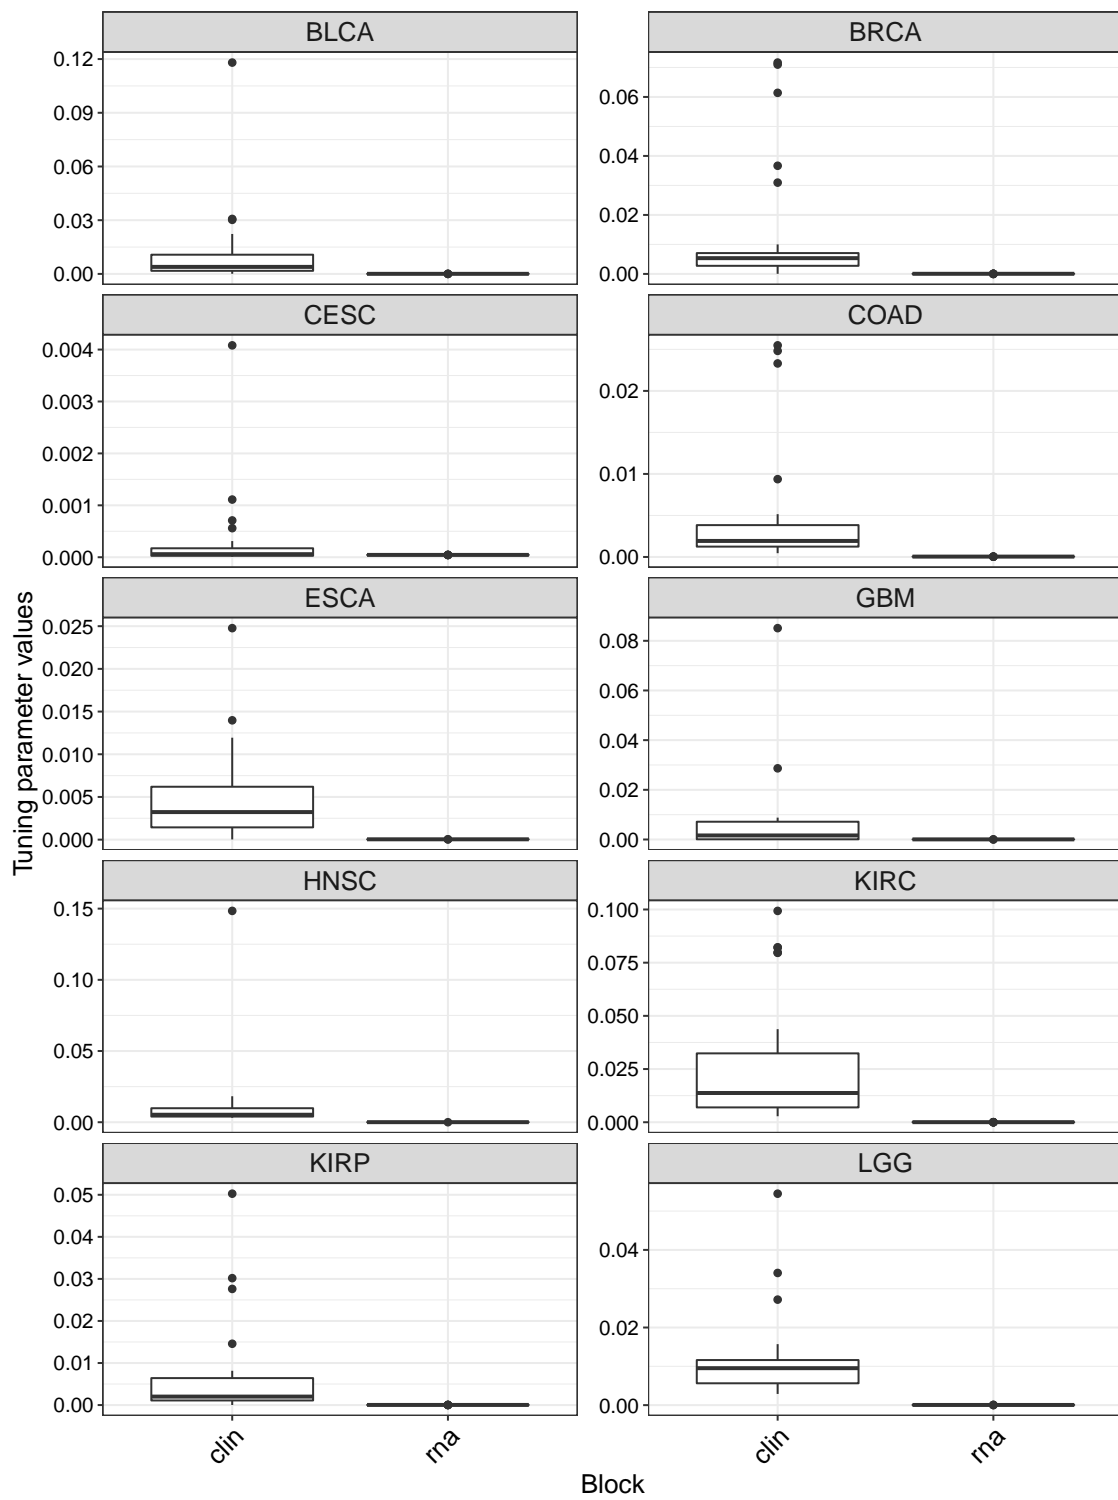 BLCA
0.12
0.09
0.06
0.03
0.00
BRCA
0.06
0.04
0.02
0.00
CESC
0.004
0.003
0.002
0.001
0.000
COAD
0.02
0.01
0.00
ESCA
0.025
0.020
0.015
0.010
0.005
0.000
GBM
0.08
0.06
0.04
0.02
0.00
HNSC
0.15
0.10
0.05
0.00
KIRC
0.100
0.075
0.050
0.025
0.000
KIRP
0.05
0.04
0.03
0.02
0.01
0.00
LGG
0.04
0.02
0.00
clin
rna
clin
rna
Block
Tuning parameter values